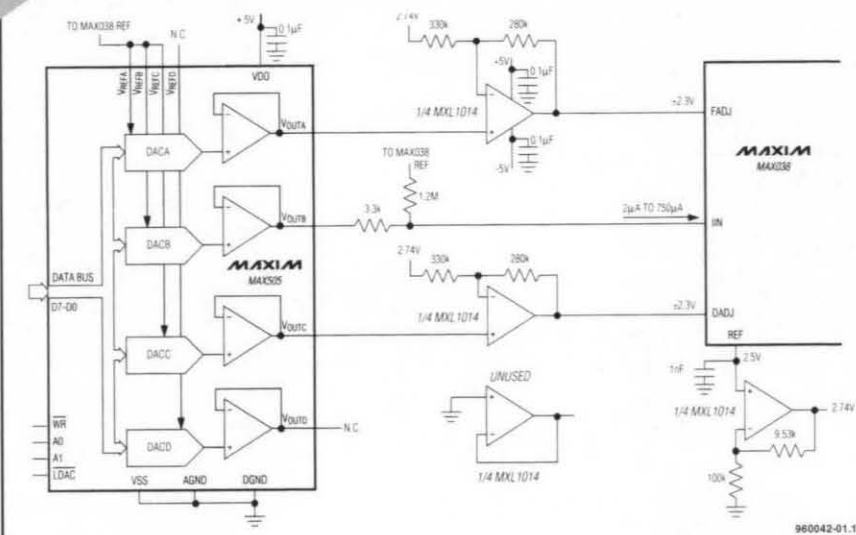 TO MAX038 REF
N.C
+5V
0.1µF
VDD
VREFA
VREFB
VREFC
VREFD
DACA
VOUTA
DACB
VOUTB
MAXIM
MAX505
DATA BUS
D7-D0
DACC
VOUTC
DACD
VOUTD
N.C.
WR
A0
A1
LDAC
VSS
AGND
DGND
2.74V
330k
280k
+5V
0.1µF
1/4 MXL1014
0.1µF
-5V
±2.3V
FADJ
MAXIM
MAX038
TO MAX038
REF
1.2M
3.3k
2µA TO 750µA
IIN
2.74V
330k
280k
1/4 MXL1014
±2.3V
DADJ
REF
UNUSED
1/4 MXL1014
1nF
2.5V
1/4 MXL1014
2.74V
9.53k
100k
960042-01.1